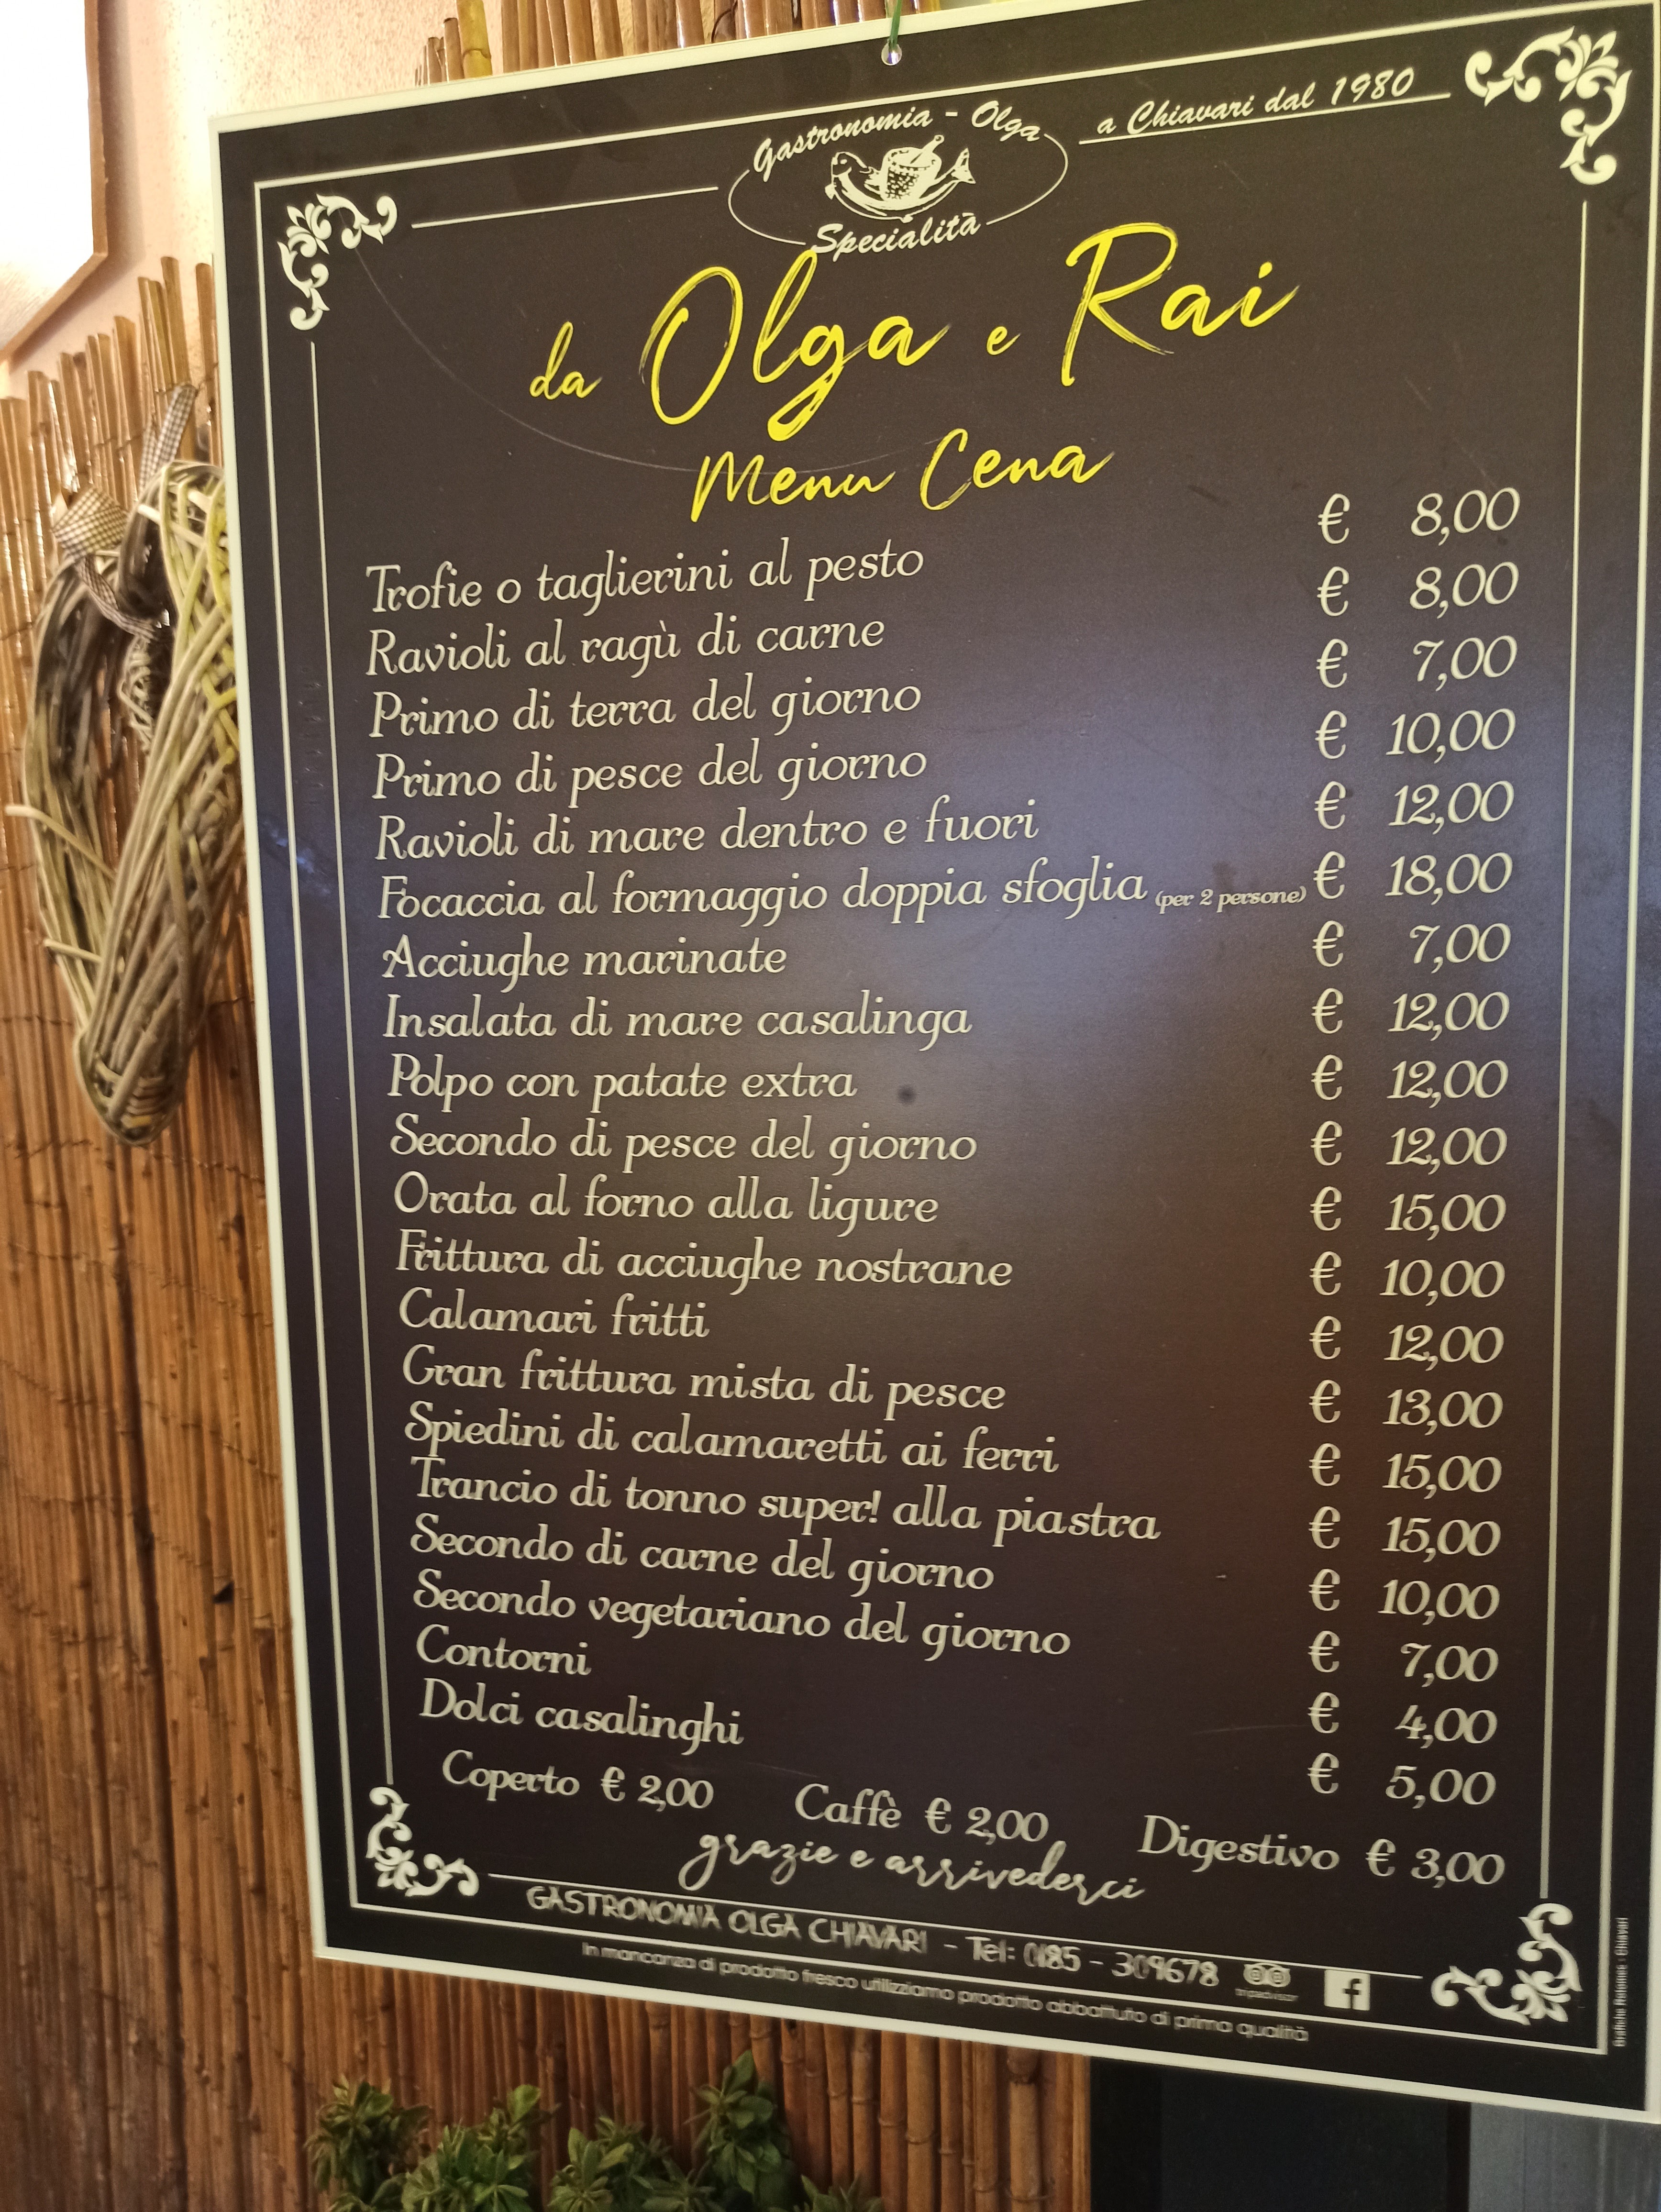 Gastronomia - Olga
a Chiavari dal 1980
Specialità
da Olga e Rai
Menu Cena
Trofie o taglierini al pesto € 8,00
Ravioli al ragù di carne € 8,00
Primo di terra del giorno € 7,00
Primo di pesce del giorno € 10,00
Ravioli di mare dentro e fuori € 12,00
Focaccia al formaggio doppia sfoglia (per 2 persone) € 18,00
Acciughe marinate € 7,00
Insalata di mare casalinga € 12,00
Polpo con patate extra € 12,00
Secondo di pesce del giorno € 12,00
Orata al forno alla ligure € 15,00
Frittura di acciughe nostrane € 10,00
Calamari fritti € 12,00
Gran frittura mista di pesce € 13,00
Spiedini di calamaretti ai ferri € 15,00
Trancio di tonno super! alla piastra € 15,00
Secondo di carne del giorno € 10,00
Secondo vegetariano del giorno € 7,00
Contorni € 4,00
Dolci casalinghi € 5,00
Coperto € 2,00 Caffè € 2,00 Digestivo € 3,00
grazie e arrivederci
GASTRONOMIA OLGA CHIAVARI - Tel: 0185 - 309678 tripadvisor f
In mancanza di prodotto fresco utilizziamo prodotto abbattuto di prima qualità